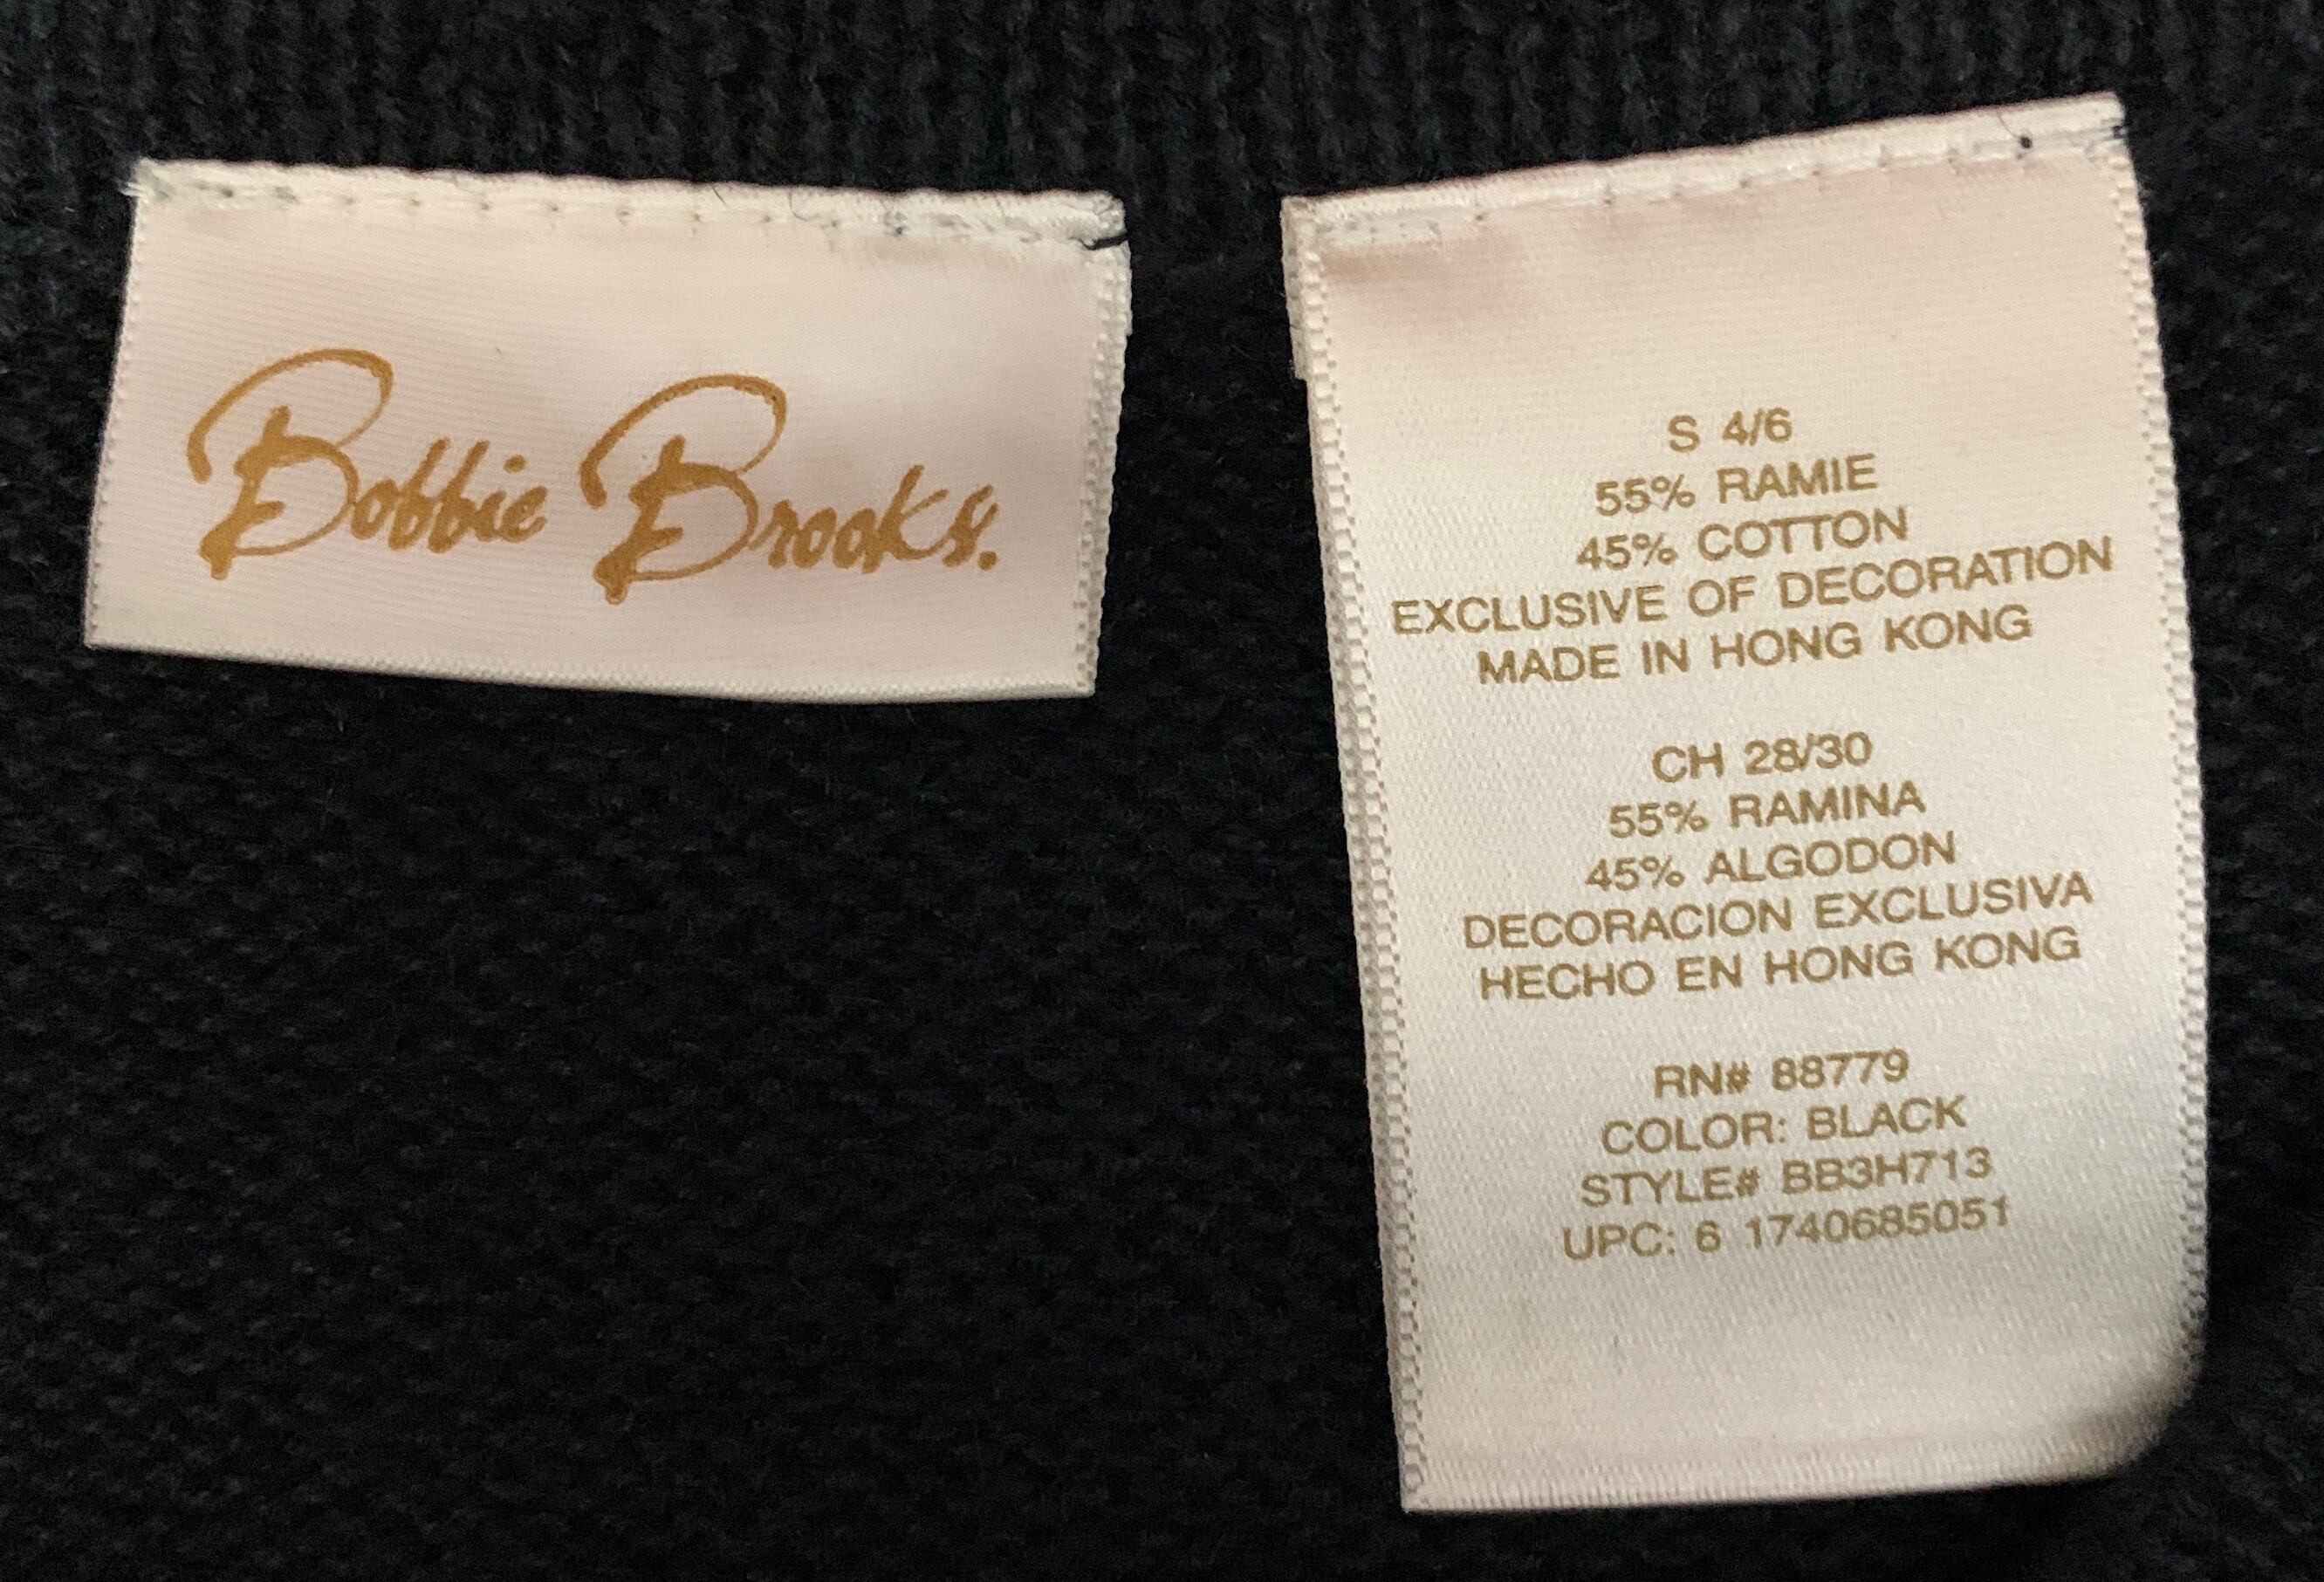 Bobbie Brooks.
S 4/6
55% RAMIE
45% COTTON
EXCLUSIVE OF DECORATION
MADE IN HONG KONG
CH 28/30
55% RAMINA
45% ALGODON
DECORACION EXCLUSIVA
HECHO EN HONG KONG
RN# 88779
COLOR: BLACK
STYLE# BB3H713
UPC: 6 1740685051